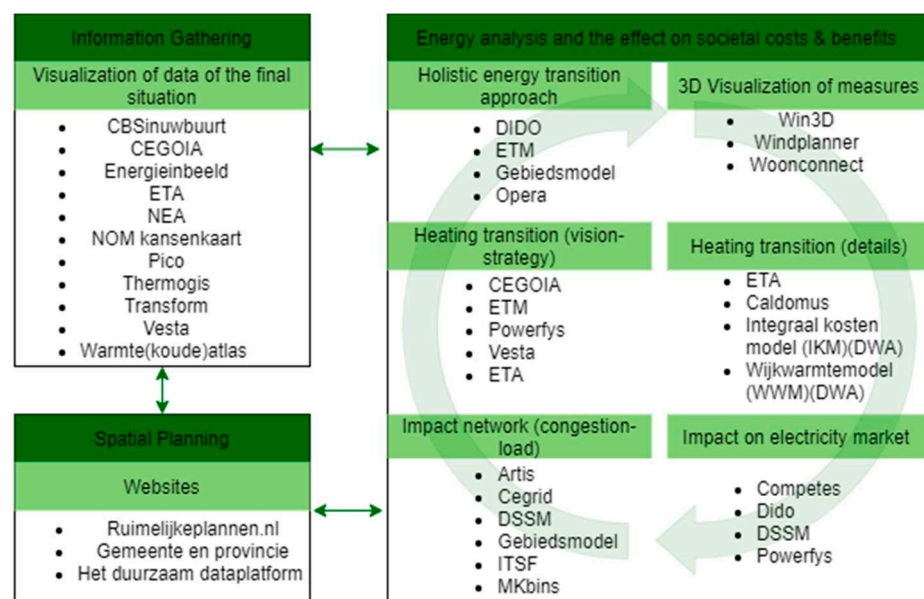 Information Gathering
Visualization of data of the final
situation
CBSinuwbuurt
CEGOIA
Energieinbeeld
ETA
NEA
NOM kansenkaart
Pico
Thermogis
Transform
Vesta
Warmte(koude)atlas
Spatial Planning
Websites
Ruimelijkeplannen.nl
Gemeente en provincie
Het duurzaam dataplatform
Energy analysis and the effect on societal costs & benefits
Holistic energy transition
approach
DIDO
ETM
Gebiedsmodel
Opera
3D Visualization of measures
Win3D
Windplanner
Woonconnect
Heating transition (vision-
strategy)
CEGOIA
ETM
Powerfys
Vesta
ETA
Heating transition (details)
ETA
Caldomus
Integraal kosten
model (IKM)(DWA)
Wijkwarmtemodel
(WWM)(DWA)
Impact network (congestion-
load)
Artis
Cegrid
DSSM
Gebiedsmodel
ITSF
MKbins
Impact on electricity market
Competes
Dido
DSSM
Powerfys